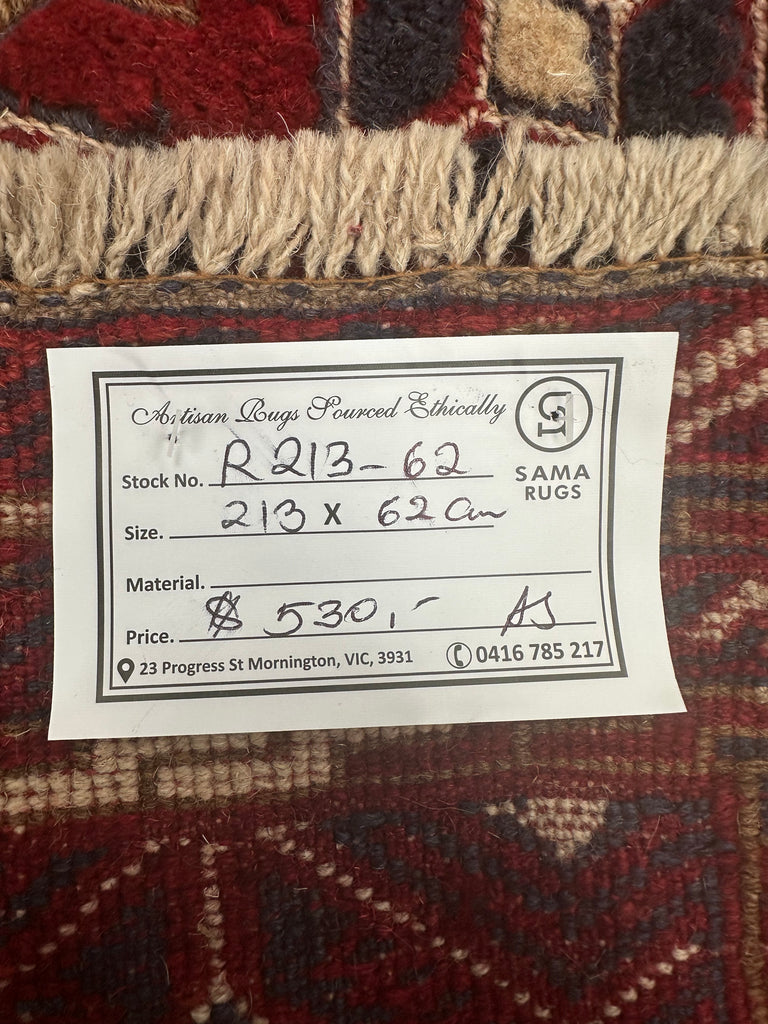 Artisan Rugs Sourced Ethically
SAMA
RUGS
Stock No. R213-62
Size. 213 x 62 cm
Material.
Price. $ 530,- AS
23 Progress St Mornington, VIC, 3931
0416 785 217